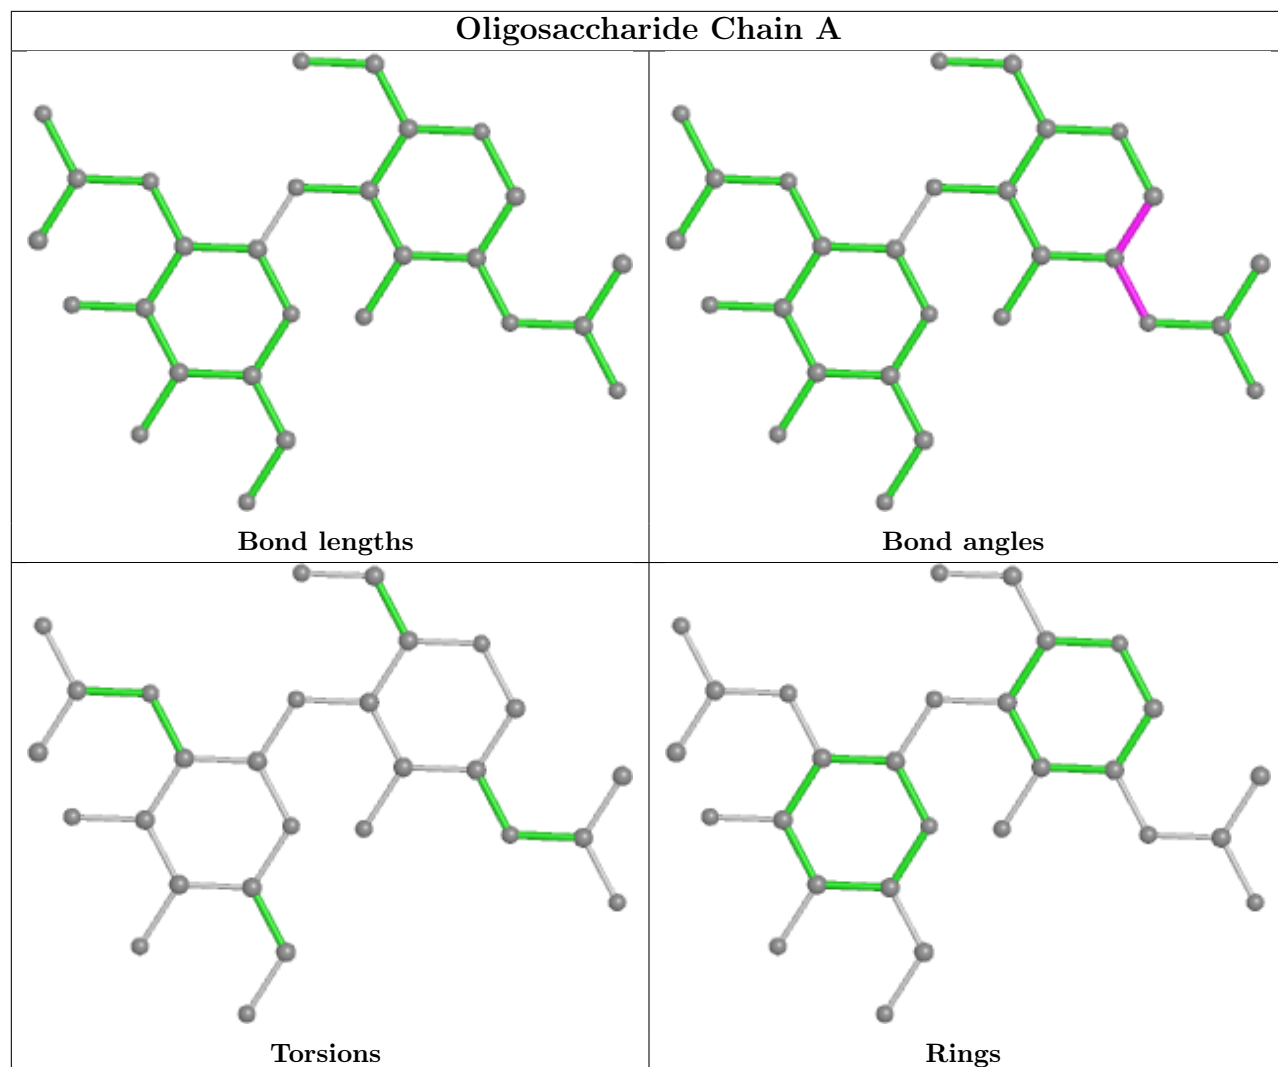 Oligosaccharide Chain A
Bond lengths
Bond angles
Torsions
Rings